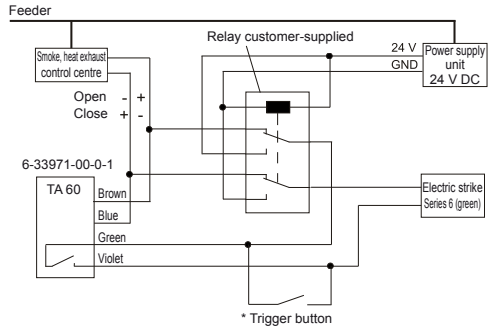 Feeder
Relay customer-supplied
Smoke, heat exhaust
control centre
24 V
GND
Power supply
unit
24 V DC
Open - +
Close + -
6-33971-00-0-1
TA 60
Brown
Blue
Green
Violet
Electric strike
Series 6 (green)
* Trigger button